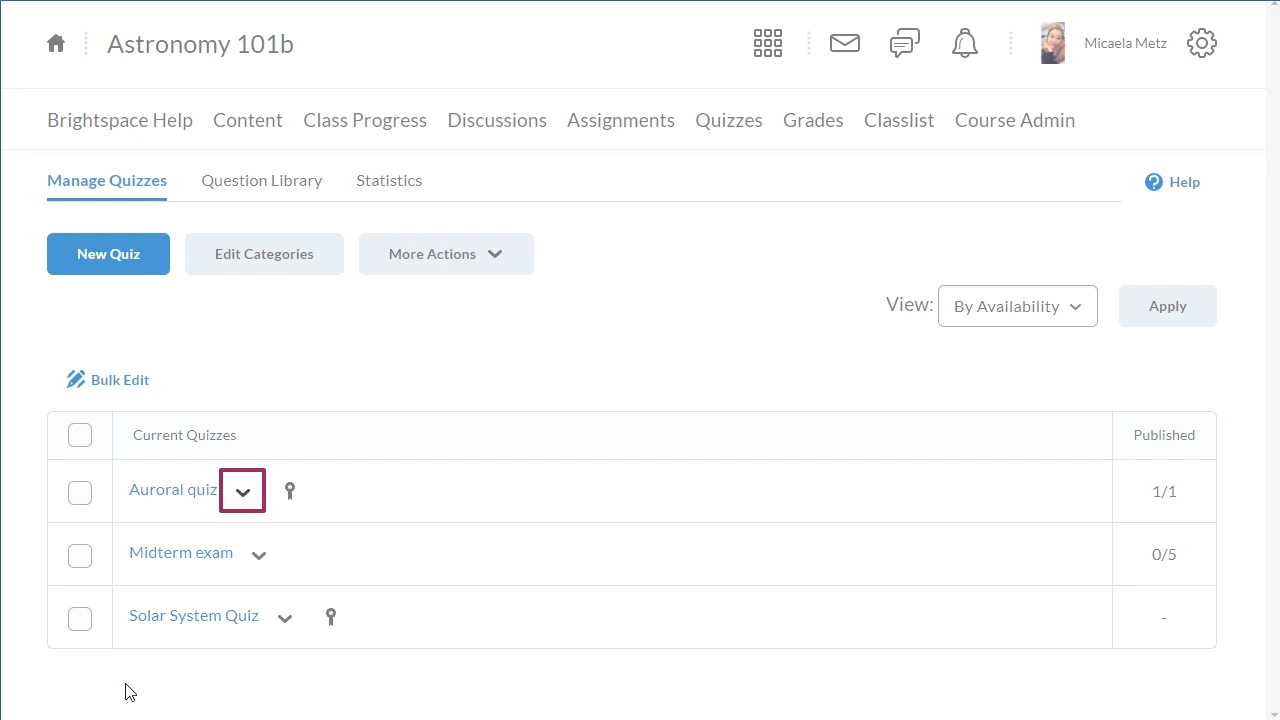 Astronomy 101b
Micaela Metz
Brightspace Help Content Class Progress Discussions Assignments Quizzes Grades Classlist Course Admin
Manage Quizzes Question Library Statistics
Help
New Quiz Edit Categories More Actions
View: By Availability Apply
Bulk Edit
Current Quizzes Published
Auroral quiz 1/1
Midterm exam 0/5
Solar System Quiz -